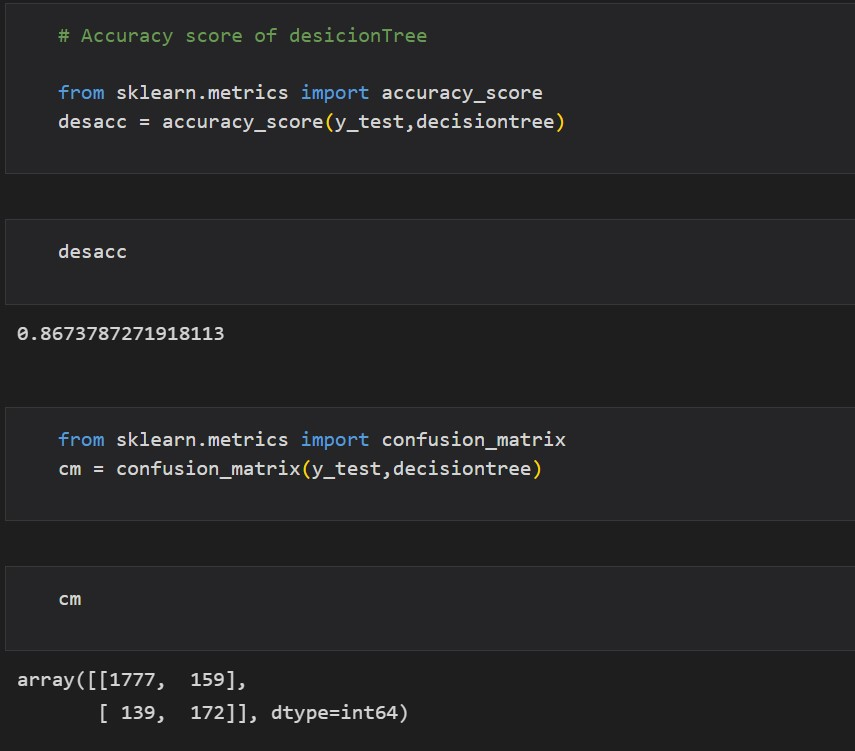 # Accuracy score of desicionTree
from sklearn.metrics import accuracy_score
desacc = accuracy_score(y_test,decisiontree)
desacc
0.8673787271918113
from sklearn.metrics import confusion_matrix
cm = confusion_matrix(y_test,decisiontree)
cm
array([[1777,  159],
       [ 139,  172]], dtype=int64)